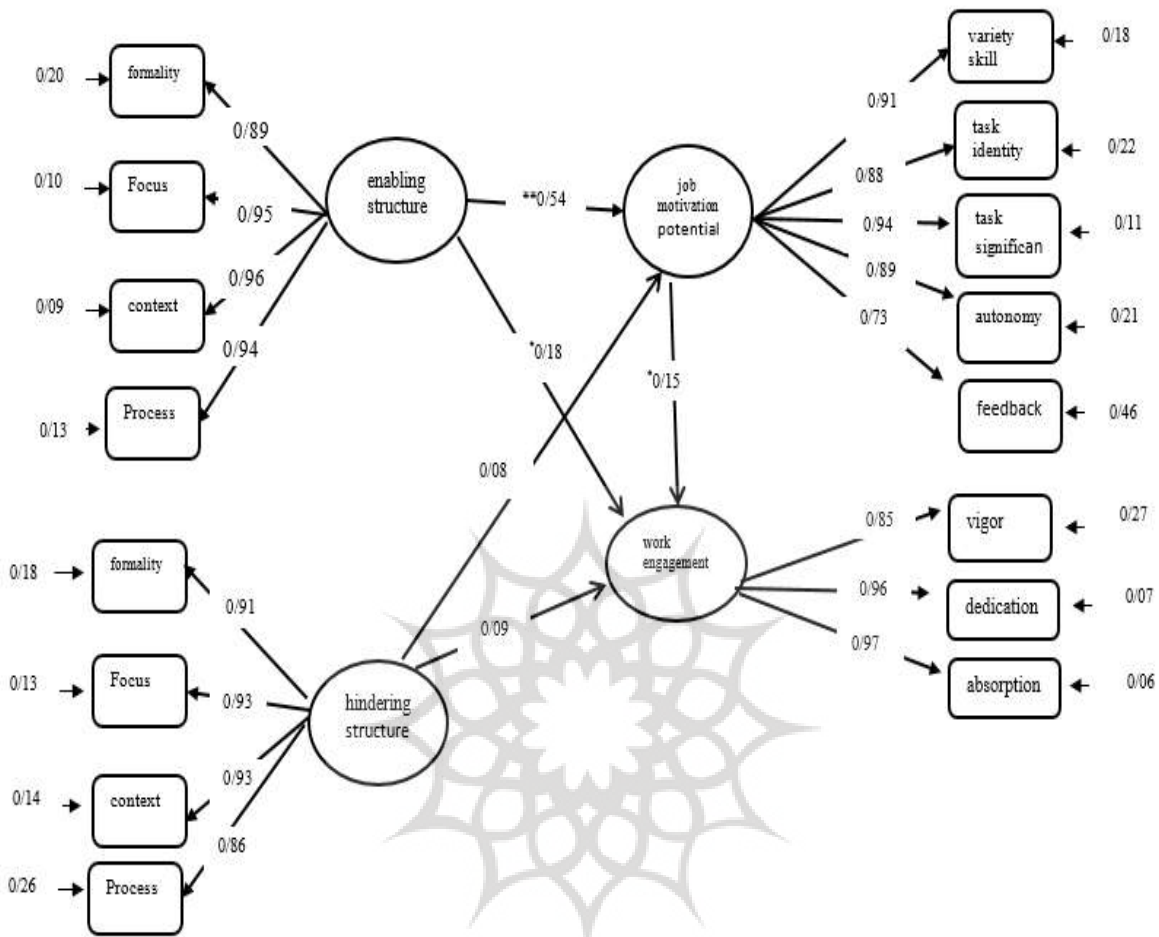 0/20
formality
0/89
0/10
Focus
0/95
0/09
context
0/96
0/13
Process
0/94
enabling
structure
**0/54
*0/18
job
motivation
potential
*0/15
0/91
variety
skill
0/18
0/88
task
identity
0/22
0/94
task
significan
0/11
0/89
autonomy
0/21
0/73
feedback
0/46
0/18
formality
0/91
0/13
Focus
0/93
0/14
context
0/93
0/26
Process
0/86
hindering
structure
0/08
0/09
work
engagement
0/85
vigor
0/27
0/96
dedication
0/07
0/97
absorption
0/06